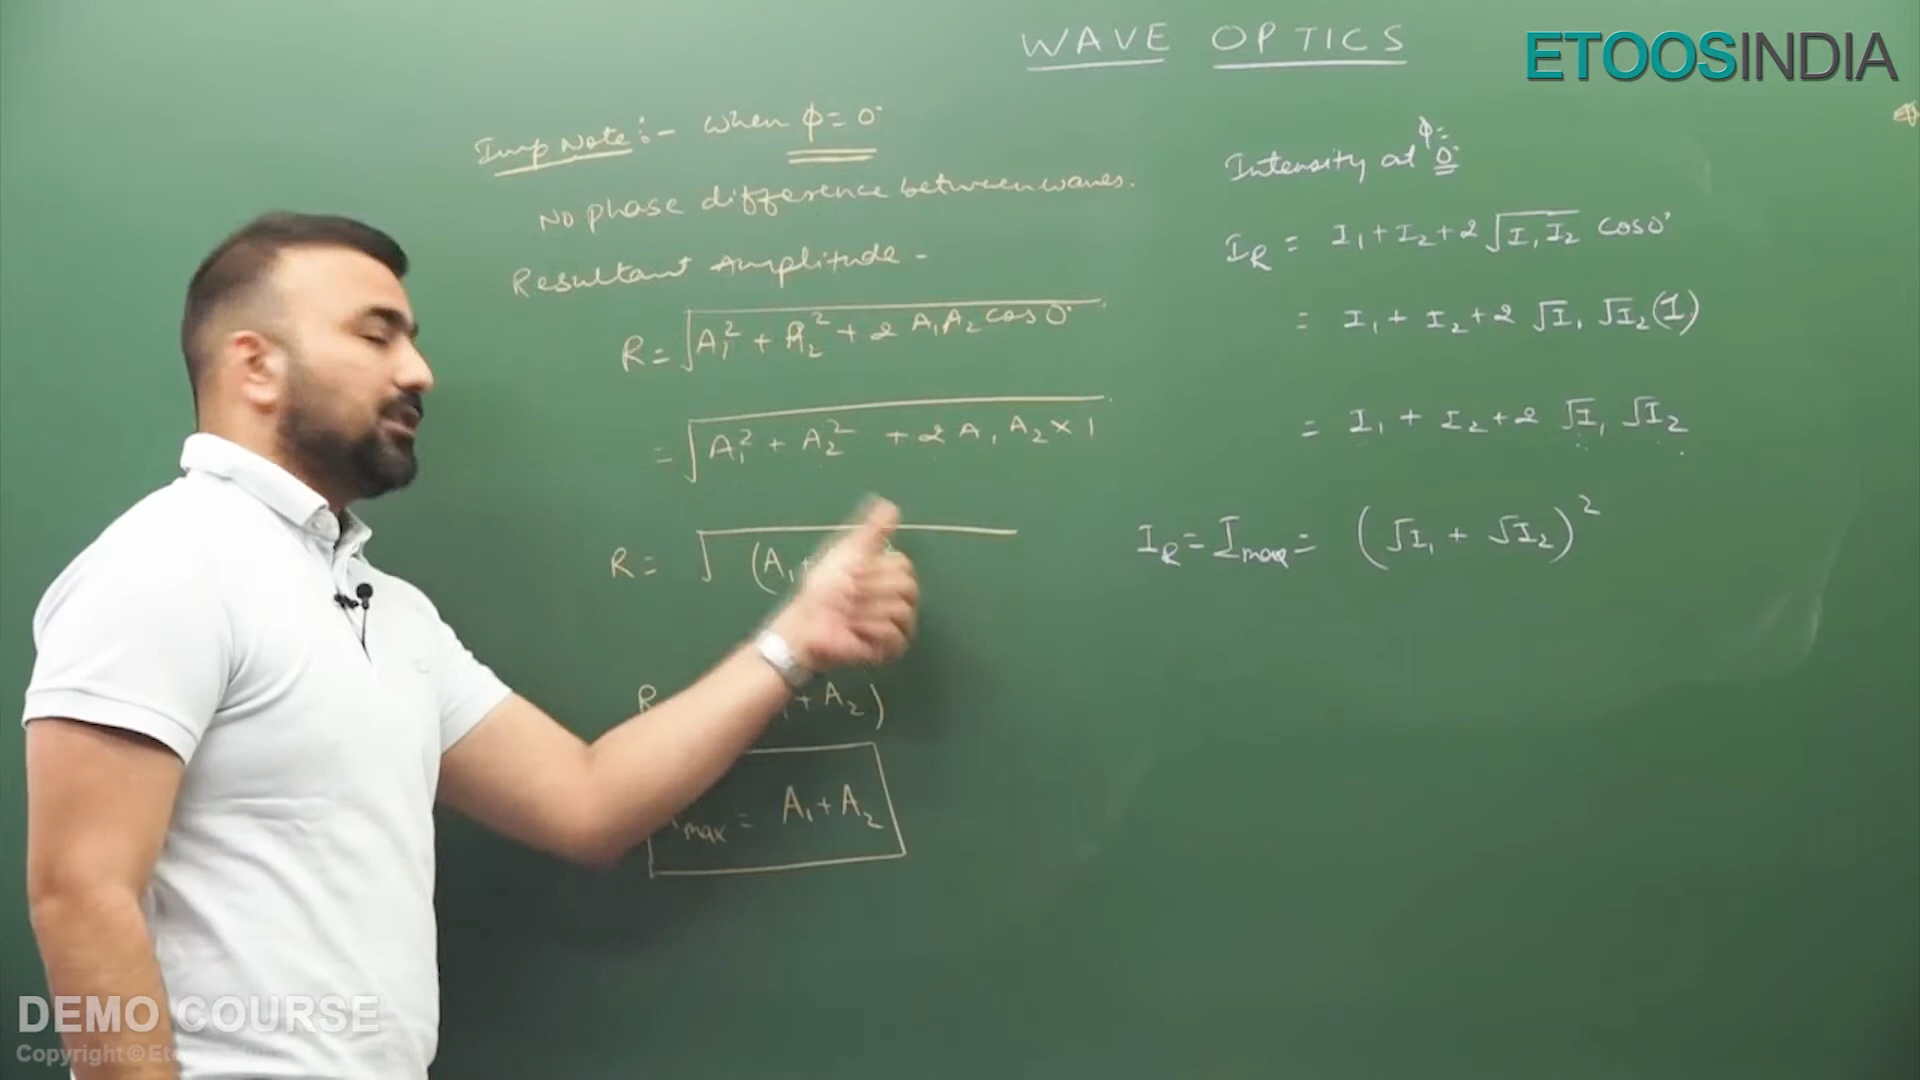 WAVE OPTICS
ETOOSINDIA
Imp Note :- when ϕ = 0°
No phase difference between waves.
Resultant Amplitude -
R = √(A₁² + A₂² + 2 A₁A₂ cos 0°)
= √(A₁² + A₂² + 2 A₁ A₂ × 1)
R = √(A₁+
R + A₂)
max = A₁ + A₂
ϕ =
Intensity at 0°
I_R = I₁ + I₂ + 2 √(I₁ I₂) cos 0°
= I₁ + I₂ + 2 √I₁ √I₂ (1)
= I₁ + I₂ + 2 √I₁ √I₂
I_R = I_max = (√I₁ + √I₂)²
DEMO COURSE
Copyright ©